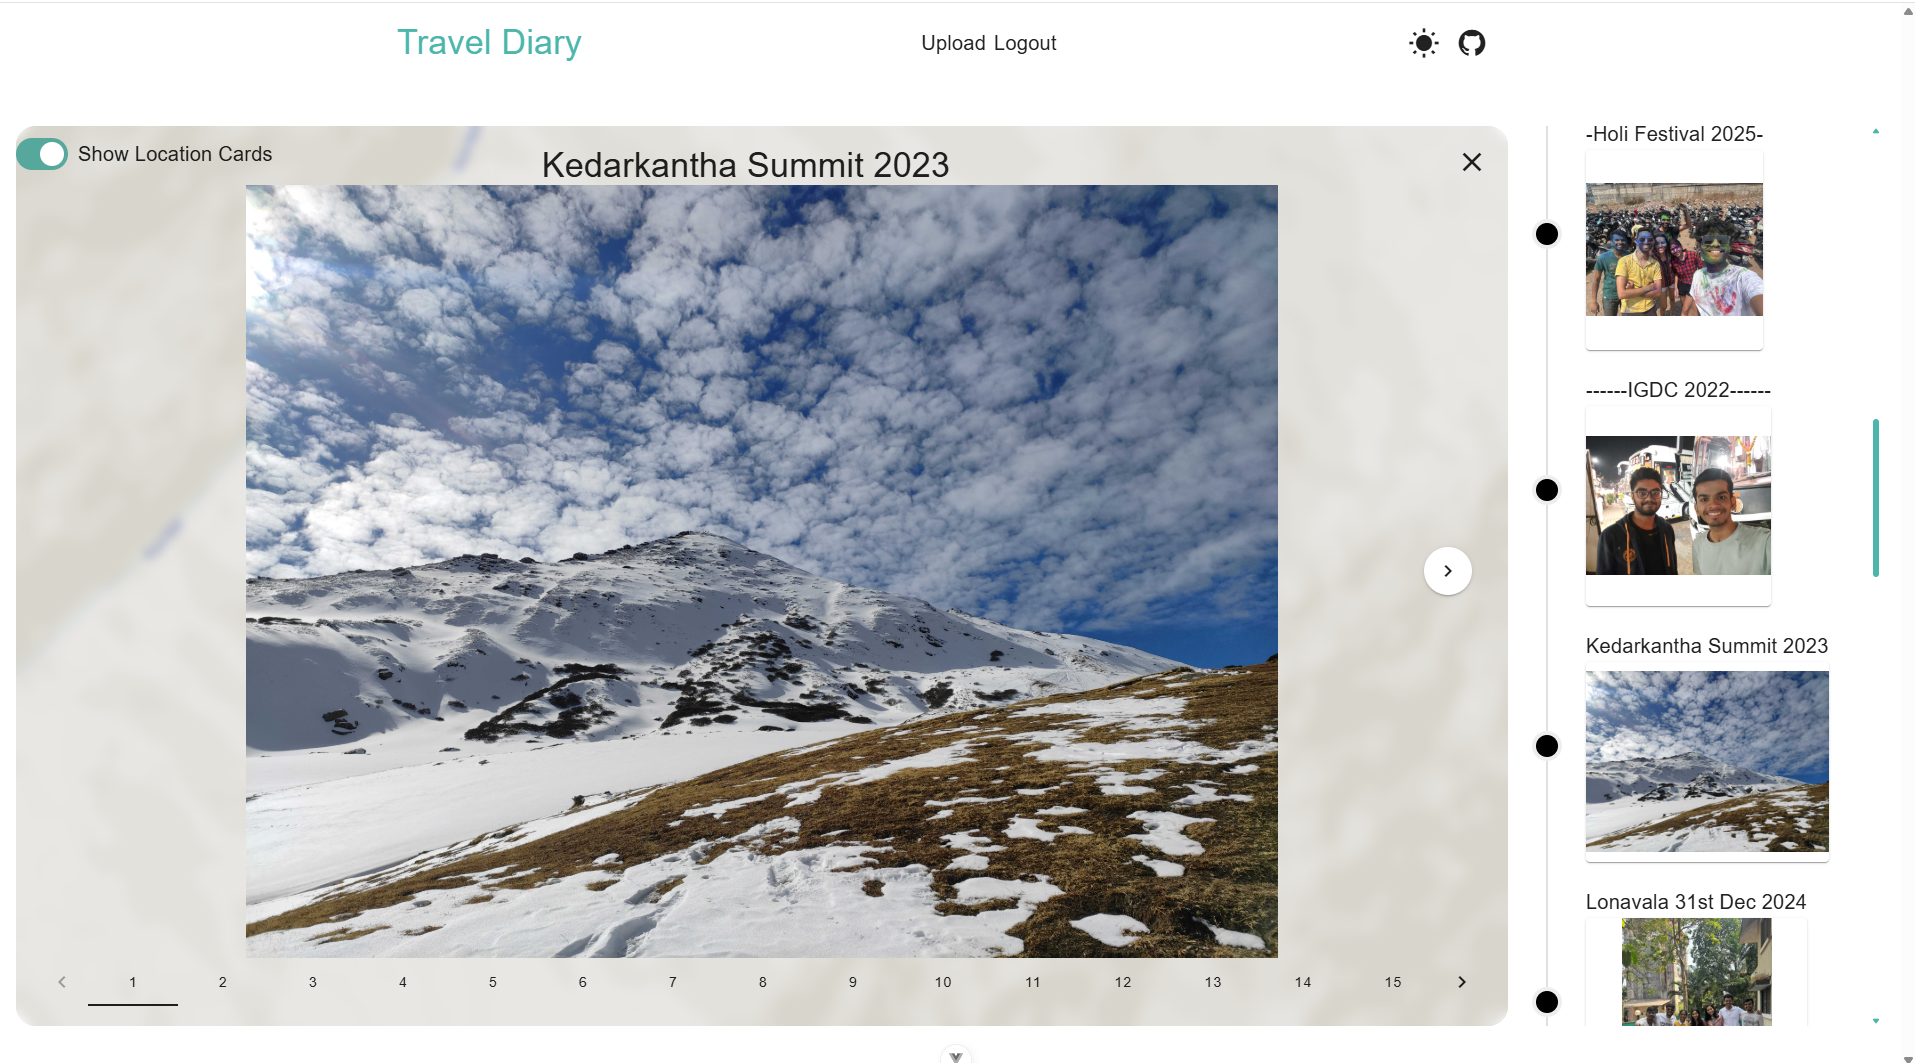 Travel Diary
Upload Logout
Show Location Cards
Kedarkantha Summit 2023
1 2 3 4 5 6 7 8 9 10 11 12 13 14 15
-Holi Festival 2025-
------IGDC 2022------
Kedarkantha Summit 2023
Lonavala 31st Dec 2024